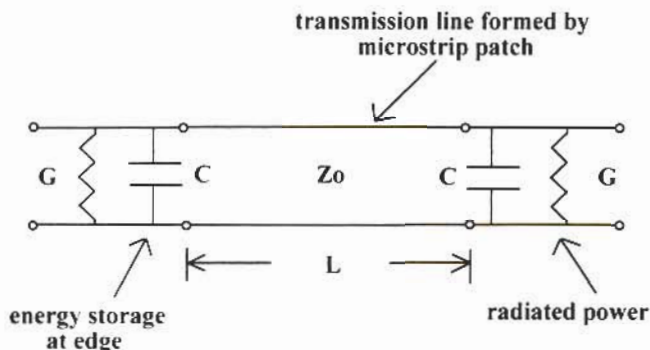 transmission line formed by
microstrip patch
G
C
Zo
C
G
L
energy storage
at edge
radiated power